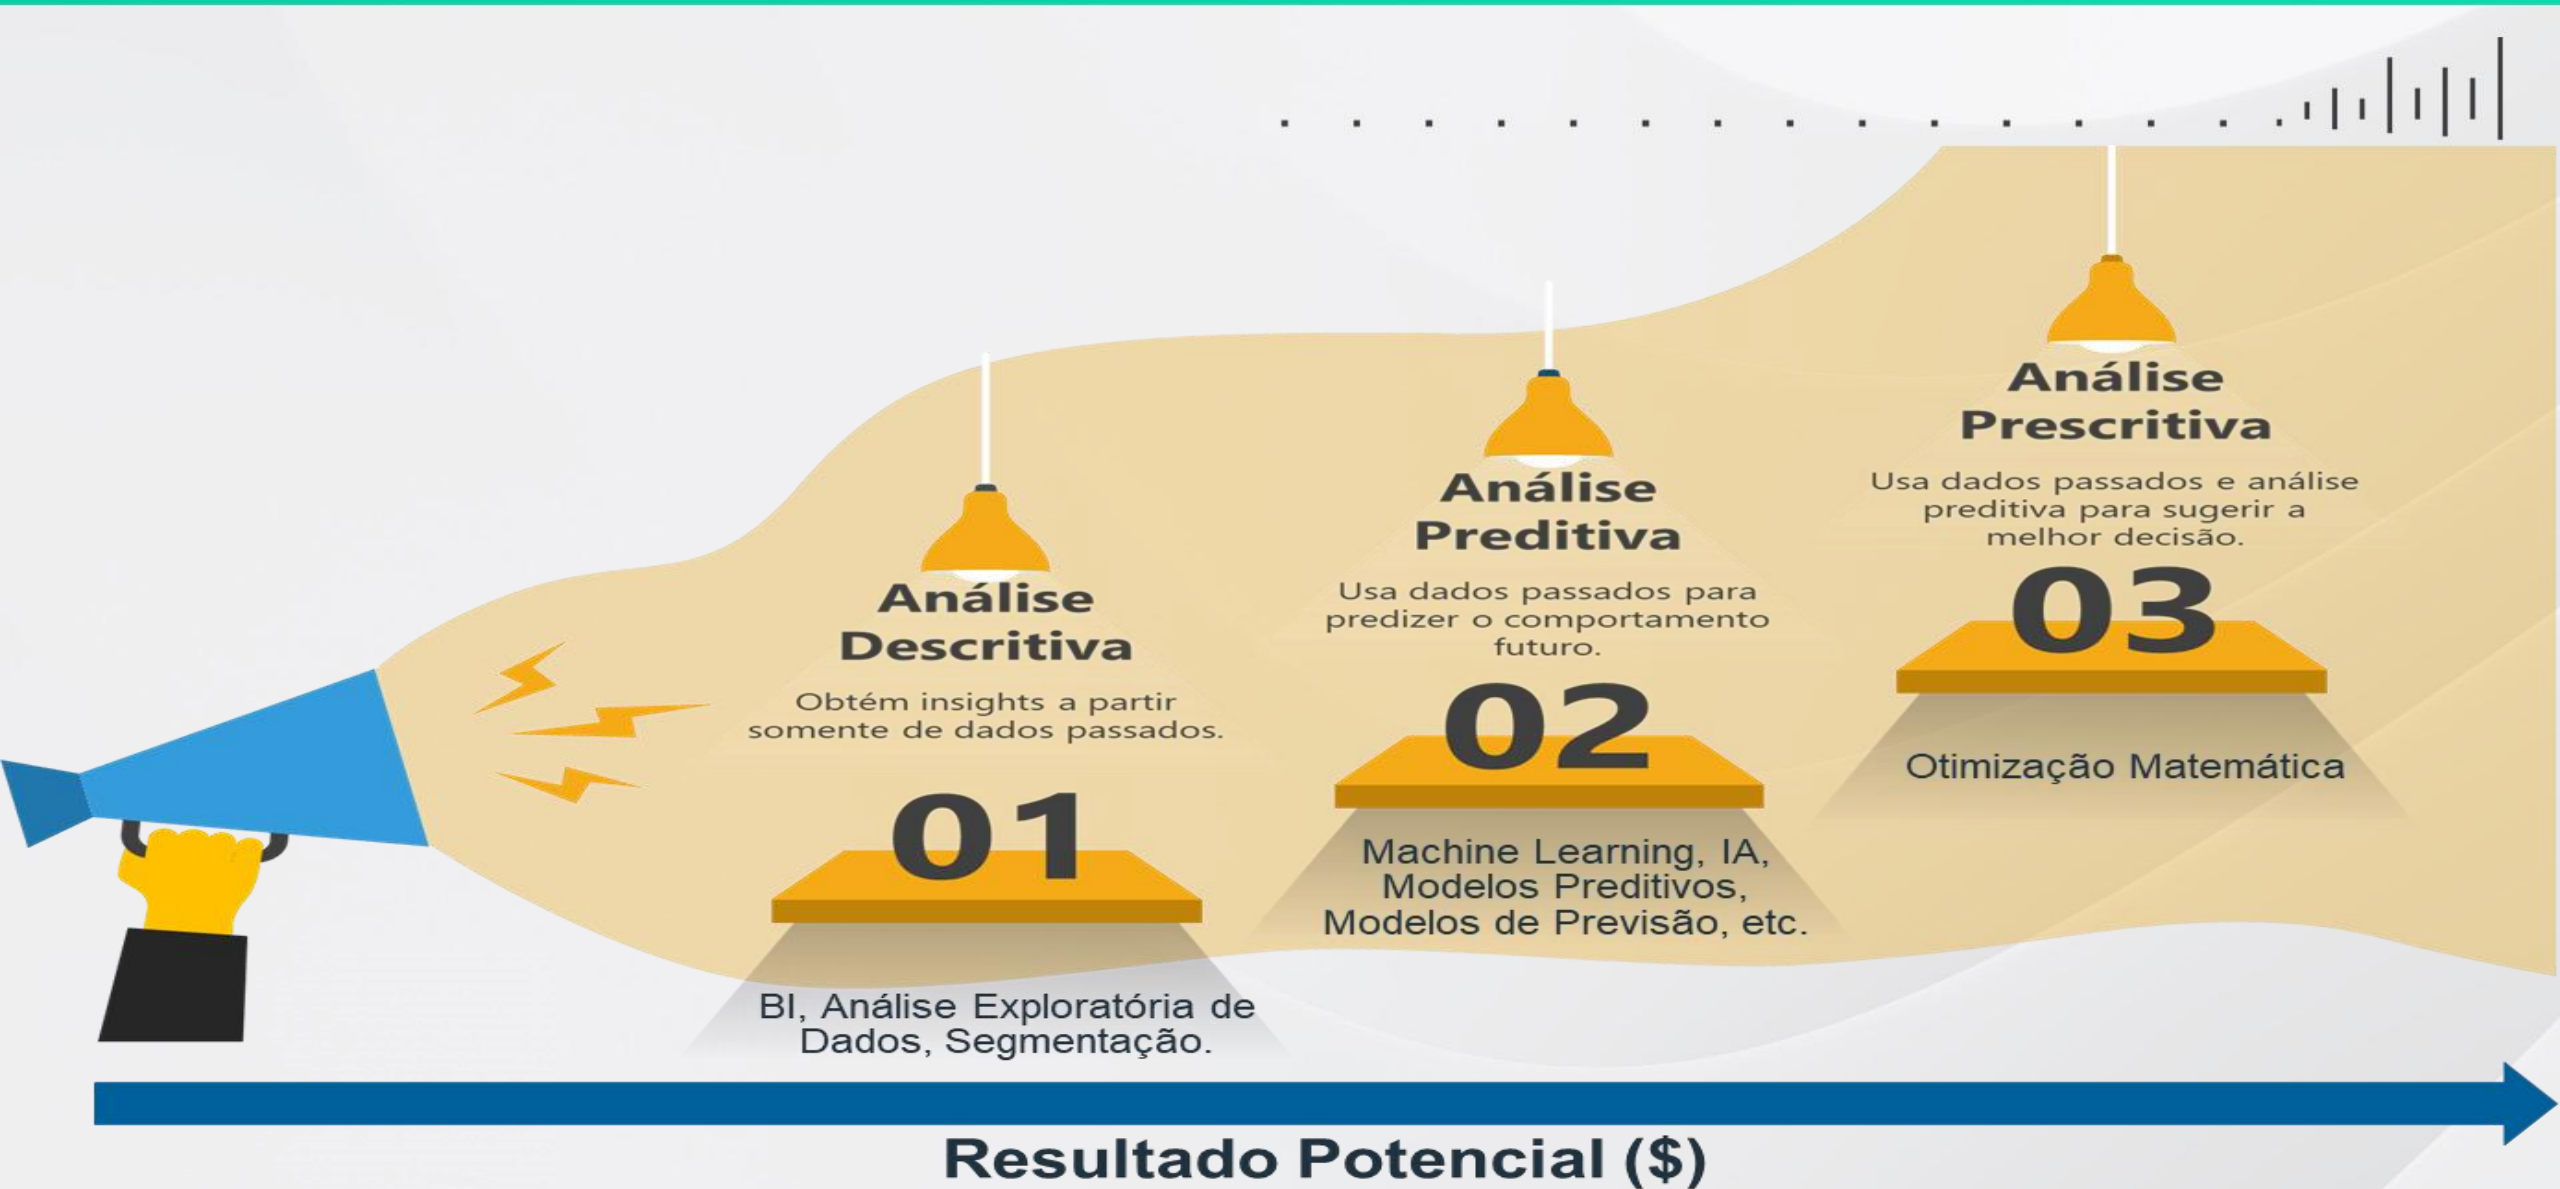 Análise
Descritiva
Obtém insights a partir
somente de dados passados.
01
BI, Análise Exploratória de
Dados, Segmentação.
Análise
Preditiva
Usa dados passados para
predizer o comportamento
futuro.
02
Machine Learning, IA,
Modelos Preditivos,
Modelos de Previsão, etc.
Análise
Prescritiva
Usa dados passados e análise
preditiva para sugerir a
melhor decisão.
03
Otimização Matemática
Resultado Potencial ($)